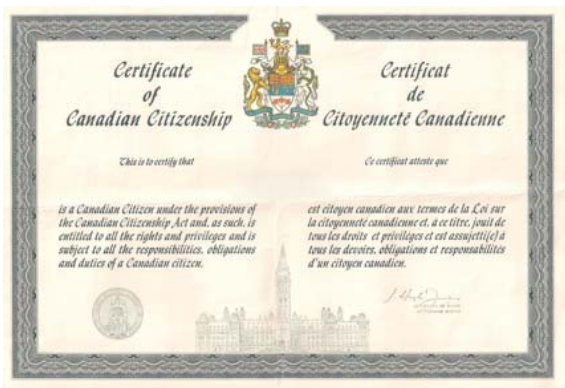 Certificate
of
Canadian Citizenship
This is to certify that
is a Canadian Citizen under the provisions of
the Canadian Citizenship Act and, as such, is
entitled to all the rights and privileges and is
subject to all the responsibilities, obligations
and duties of a Canadian citizen.
Certificat
de
Citoyenneté Canadienne
Ce certificat atteste que
est citoyen canadien aux termes de la Loi sur
la citoyenneté canadienne et, à ce titre, jouit de
tous les droits et privilèges et est assujetti(e) à
tous les devoirs, obligations et responsabilités
d'un citoyen canadien.